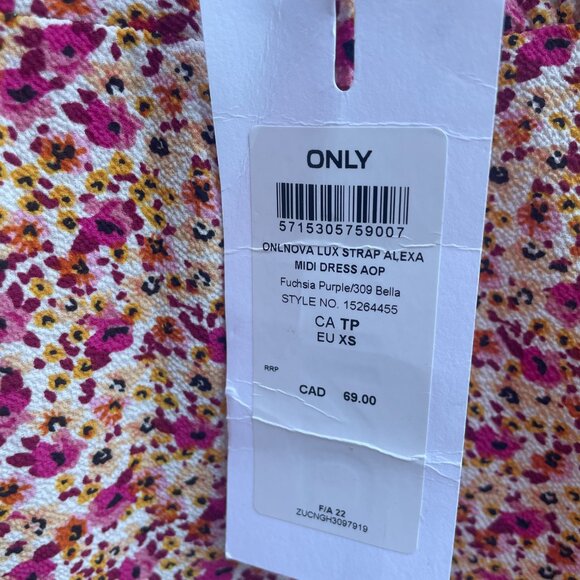 ONLY
5715305759007
ONLNOVA LUX STRAP ALEXA
MIDI DRESS AOP
Fuchsia Purple/309 Bella
STYLE NO. 15264455
CA TP
EU XS
RRP
CAD 69.00
F/A 22
ZUCNGH3097919